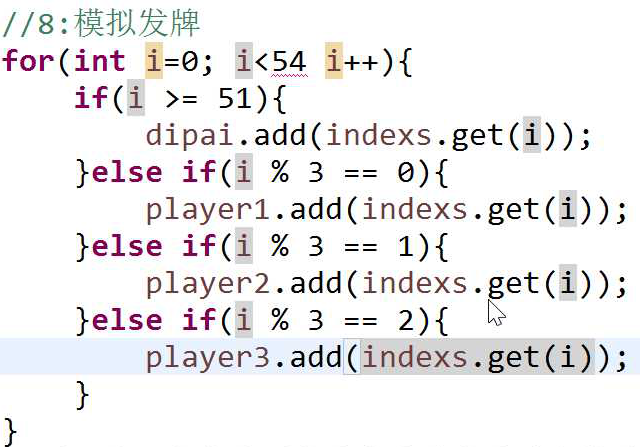 //8:模拟发牌
for(int i=0; i<54 i++){
    if(i >= 51){
        dipai.add(indexs.get(i));
    }else if(i % 3 == 0){
        player1.add(indexs.get(i));
    }else if(i % 3 == 1){
        player2.add(indexs.get(i));
    }else if(i % 3 == 2){
        player3.add(indexs.get(i));
    }
}